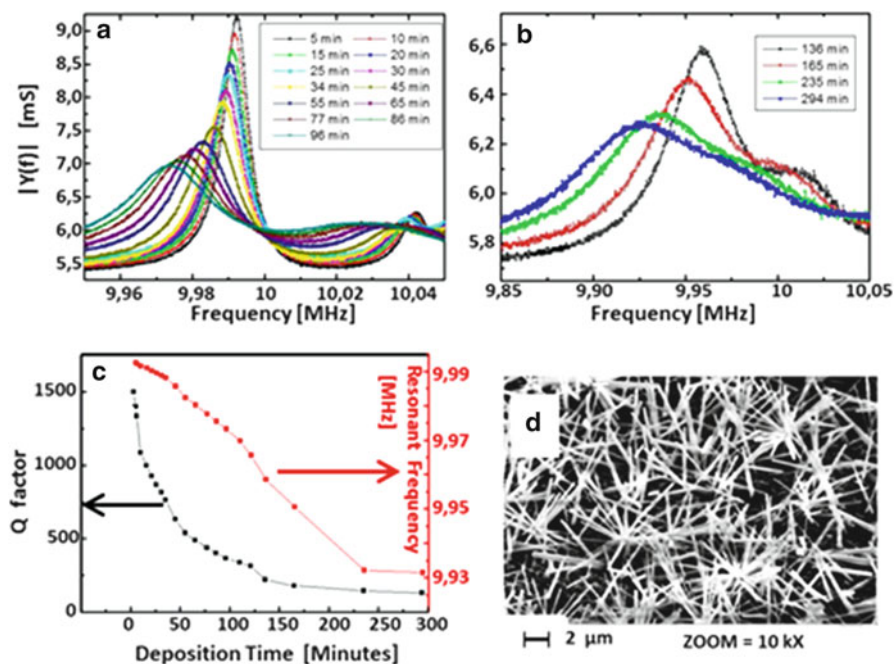 a
5 min 10 min
15 min 20 min
25 min 30 min
34 min 45 min
55 min 65 min
77 min 86 min
96 min
9,0
8,5
8,0
7,5
7,0
6,5
6,0
5,5
|Y(f)| [mS]
9,96 9,98 10 10,02 10,04
Frequency [MHz]
b
136 min
165 min
235 min
294 min
6,6
6,4
6,2
6,0
5,8
9,85 9,90 9,95 10 10,05
Frequency [MHz]
c
1500
1000
500
0
Q factor
9,99
9,97
9,95
9,93
Resonant Frequency
[MHz]
0 50 100 150 200 250 300
Deposition Time [Minutes]
d
2 μm ZOOM = 10 kX